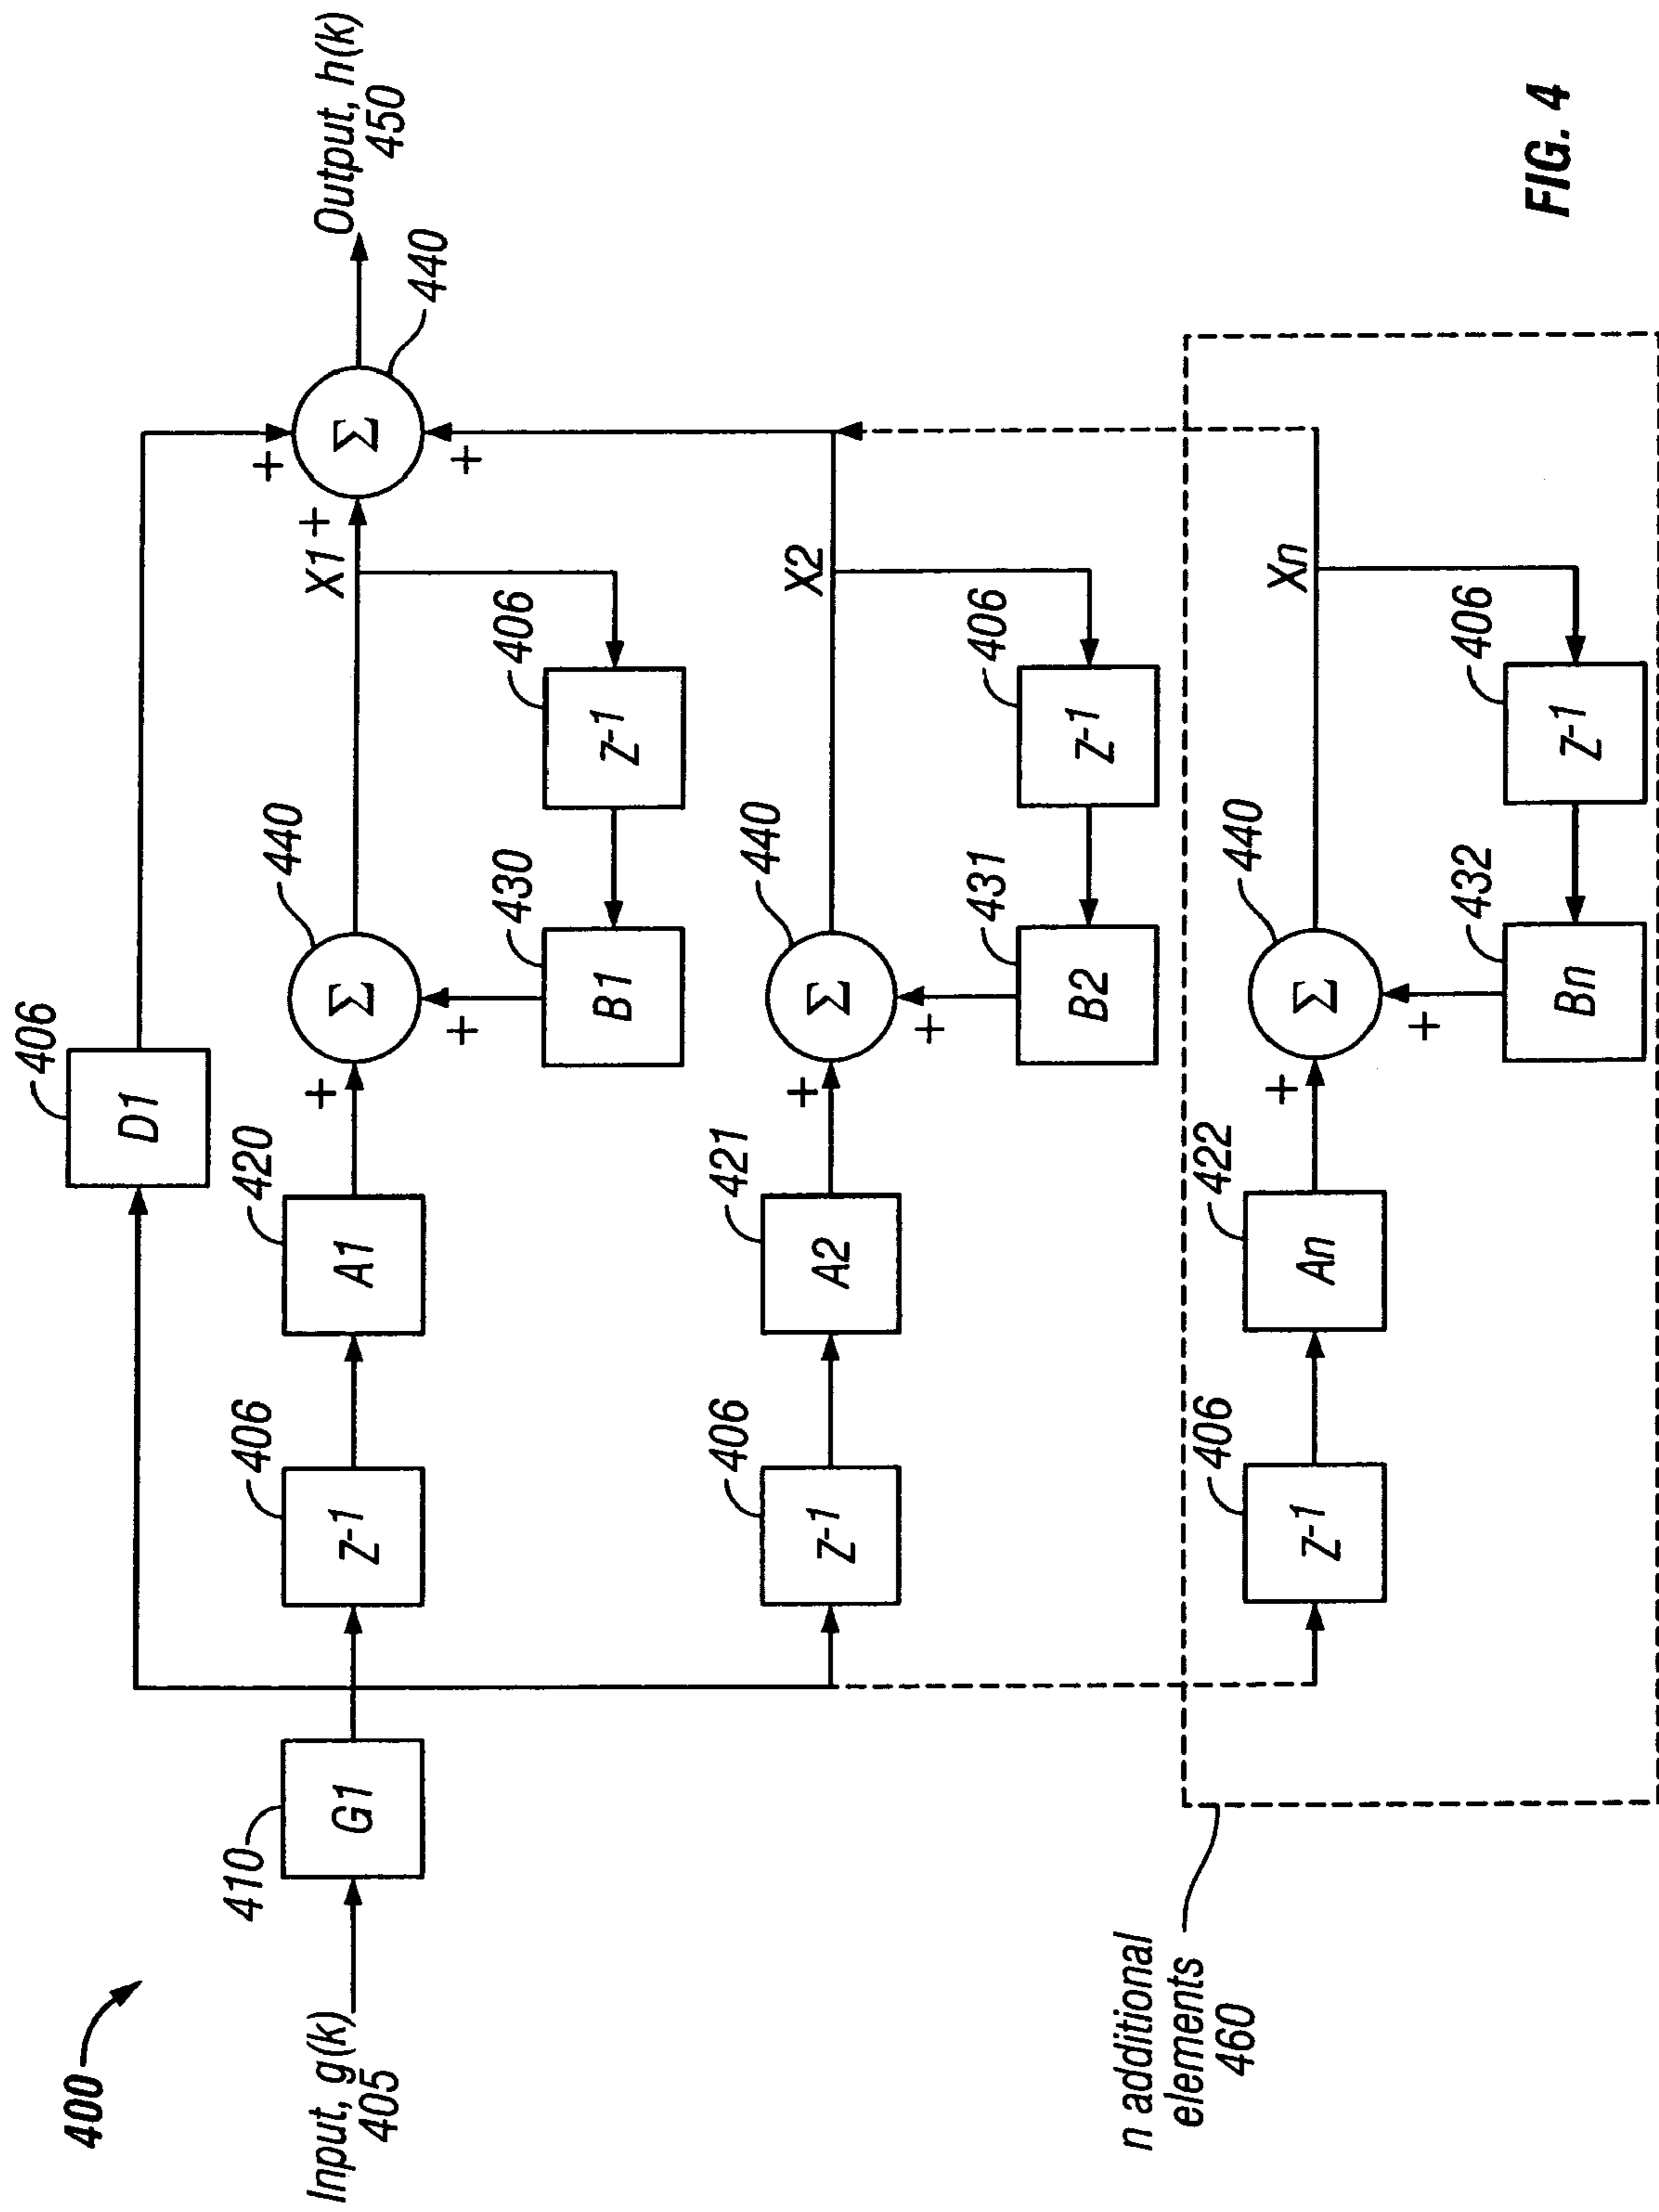 400
406
D1
Input, g(k)
405
410
G1
406
z-1
420
A1
+
440
Σ
+
430
B1
406
z-1
X1
+
+
+
Σ
440
Output, h(k)
450
406
z-1
421
A2
+
440
Σ
+
431
B2
406
z-1
X2
n additional
elements
460
406
z-1
422
An
+
440
Σ
+
432
Bn
406
z-1
Xn
FIG. 4